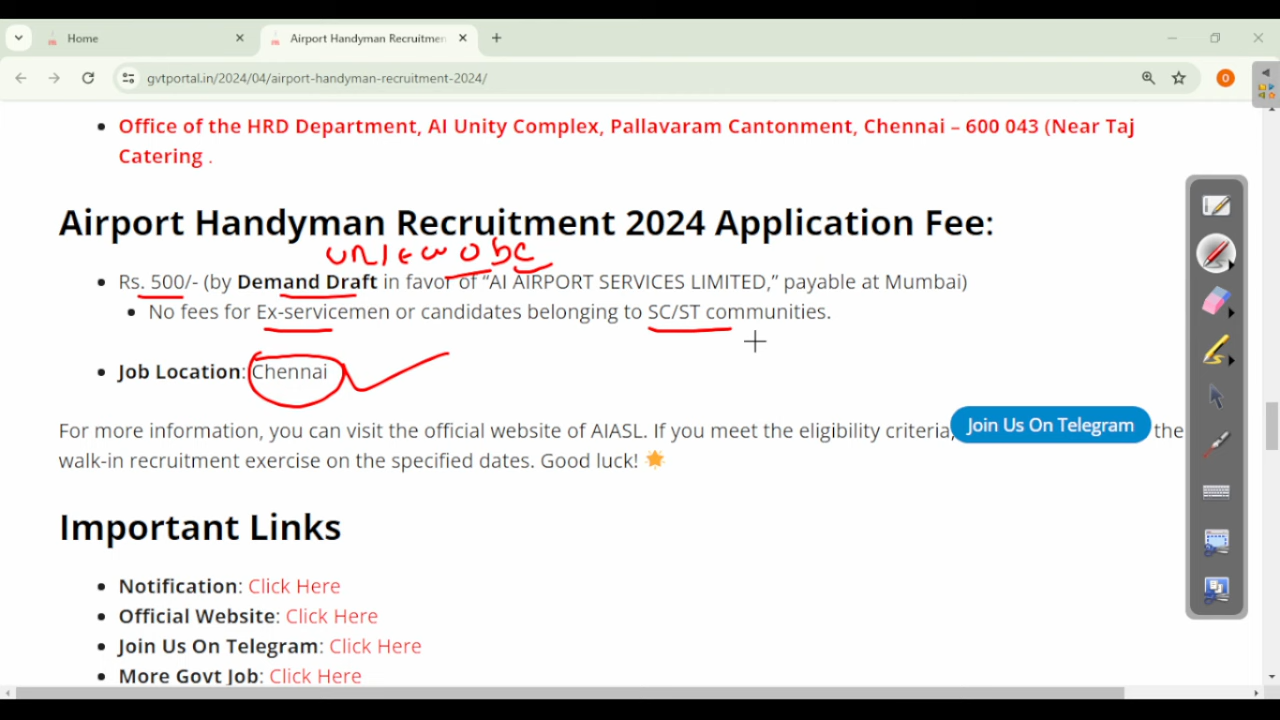 Home
Airport Handyman Recruitmen
gvtportal.in/2024/04/airport-handyman-recruitment-2024/
O
Office of the HRD Department, AI Unity Complex, Pallavaram Cantonment, Chennai – 600 043 (Near Taj
Catering .
Airport Handyman Recruitment 2024 Application Fee:
UR EW OBC
Rs. 500/- (by Demand Draft in favor of “AI AIRPORT SERVICES LIMITED,” payable at Mumbai)
No fees for Ex-servicemen or candidates belonging to SC/ST communities.
Job Location: Chennai
For more information, you can visit the official website of AIASL. If you meet the eligibility criteria, the
Join Us On Telegram
walk-in recruitment exercise on the specified dates. Good luck! 🌟
Important Links
Notification: Click Here
Official Website: Click Here
Join Us On Telegram: Click Here
More Govt Job: Click Here